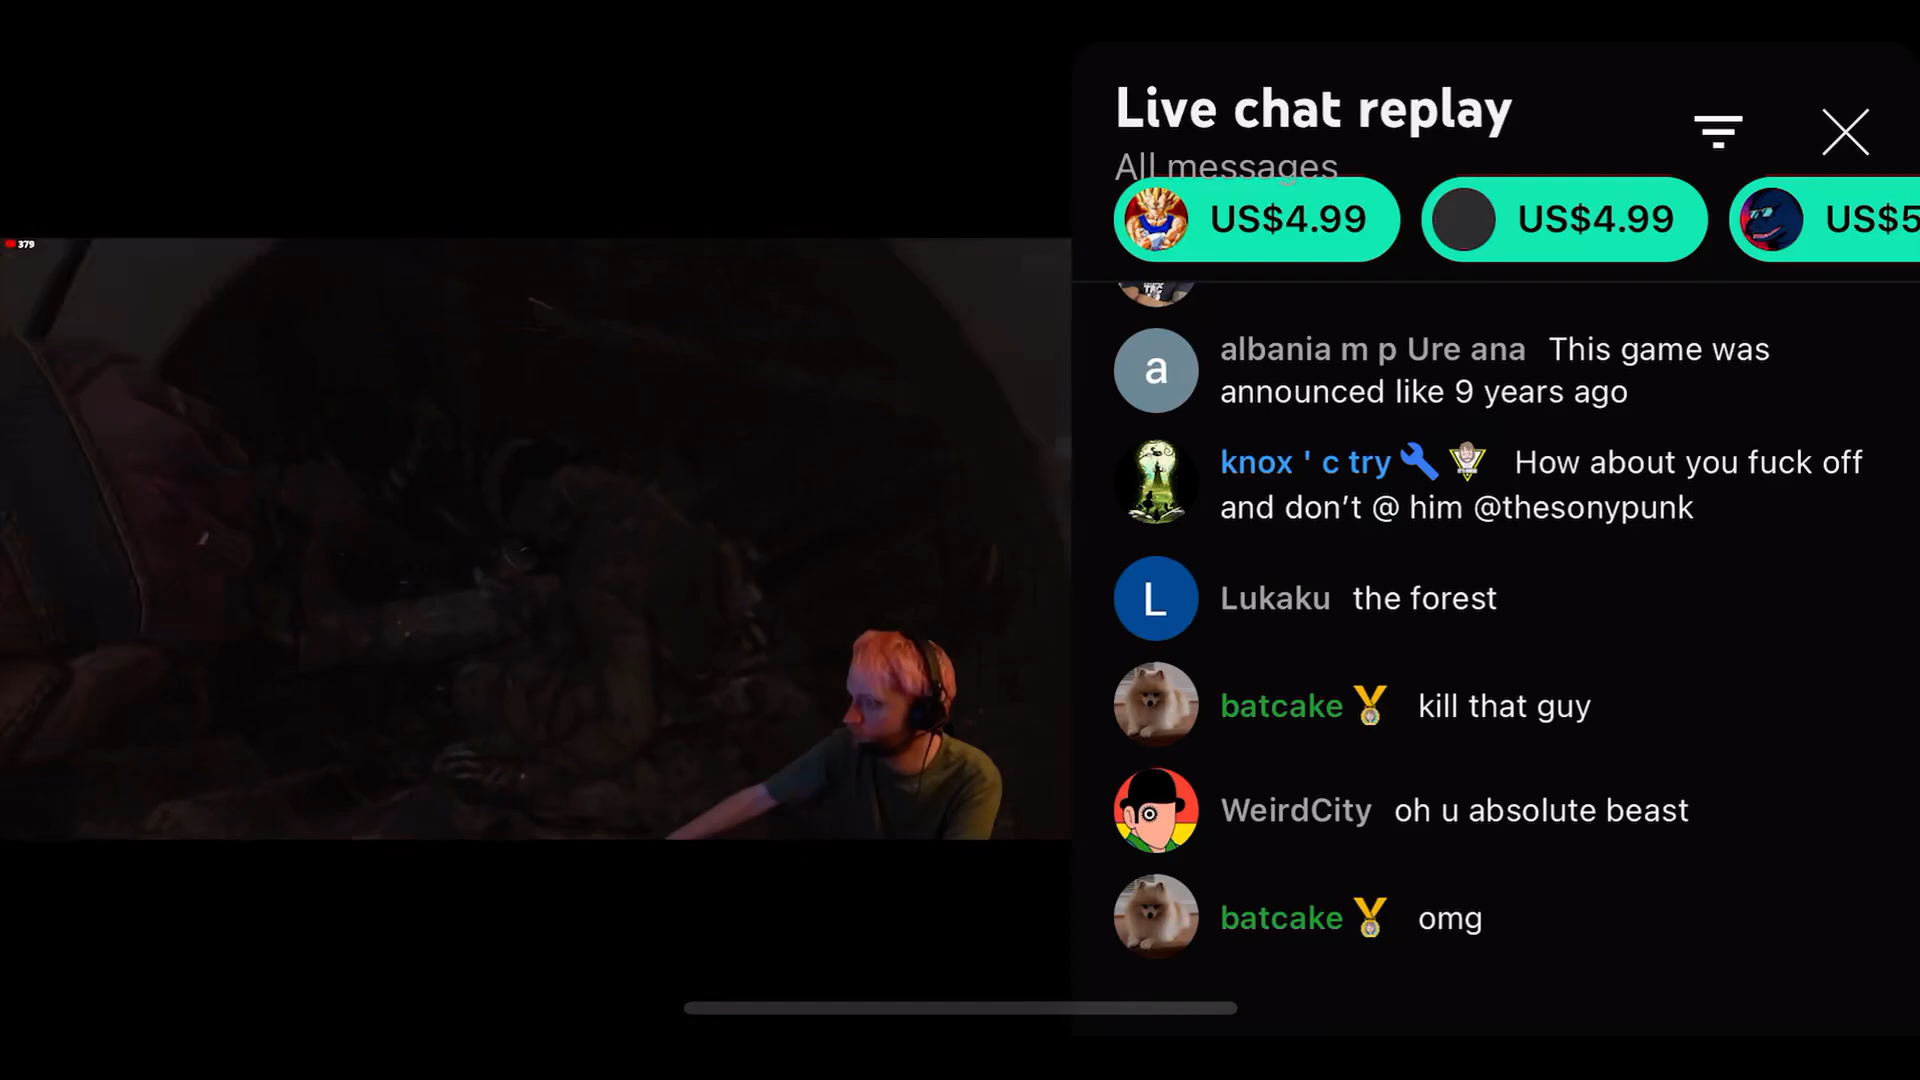 379
Live chat replay
All messages
US$4.99
US$4.99
US$5
albania m p Ure ana This game was
announced like 9 years ago
knox ' c try How about you fuck off
and don’t @ him @thesonypunk
L
Lukaku the forest
batcake kill that guy
WeirdCity oh u absolute beast
batcake omg
a